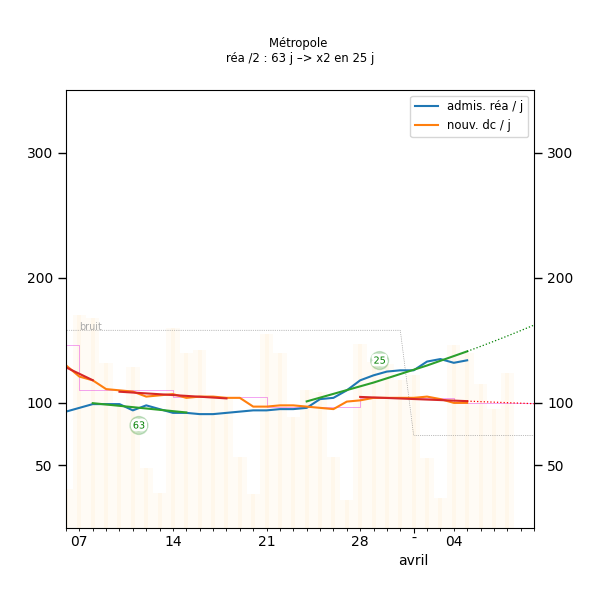 Métropole
réa /2 : 63 j –> x2 en 25 j
admis. réa / j
nouv. dc / j
300
300
bruit
200
200
25
100
100
63
50
50
07
14
21
28
-
04
avril